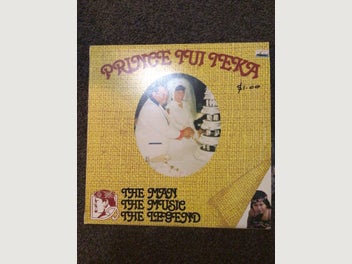 PRINCE TUI TEKA
$1.00
THE MAN
THE MUSIC
THE LEGEND